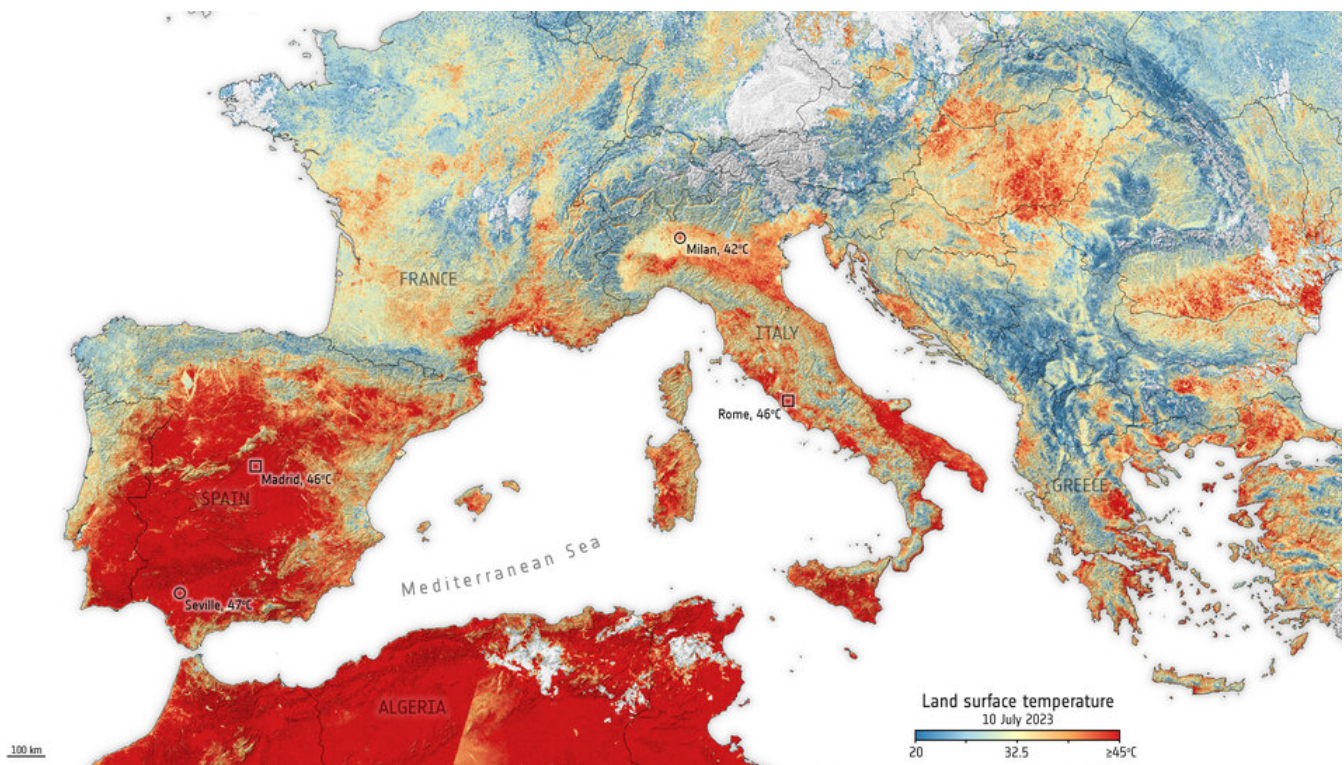 Milan, 42°C
FRANCE
ITALY
Rome, 46°C
Madrid, 46°C
SPAIN
GREECE
Mediterranean Sea
Seville, 47°C
ALGERIA
Land surface temperature
10 July 2023
20 32.5 ≥45°C
100 km